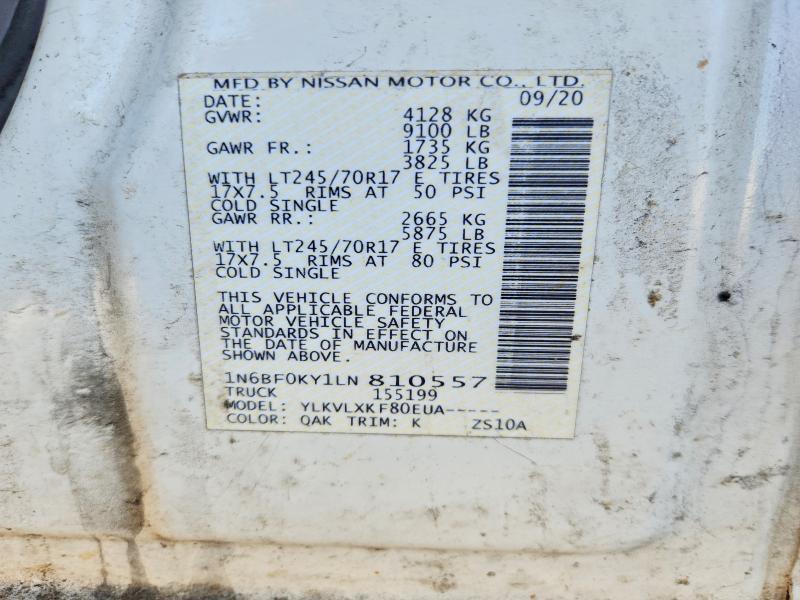 MFD BY NISSAN MOTOR CO., LTD.
DATE: 09/20
GVWR: 4128 KG
9100 LB
GAWR FR.: 1735 KG
3825 LB
WITH LT245/70R17 E TIRES
17X7.5 RIMS AT 50 PSI
COLD SINGLE
GAWR RR.: 2665 KG
5875 LB
WITH LT245/70R17 E TIRES
17X7.5 RIMS AT 80 PSI
COLD SINGLE
THIS VEHICLE CONFORMS TO
ALL APPLICABLE FEDERAL
MOTOR VEHICLE SAFETY
STANDARDS IN EFFECT ON
THE DATE OF MANUFACTURE
SHOWN ABOVE.
1N6BF0KY1LN 810557
TRUCK 155199
MODEL: YLKVLXKF80EUA-----
COLOR: QAK TRIM: K ZS10A